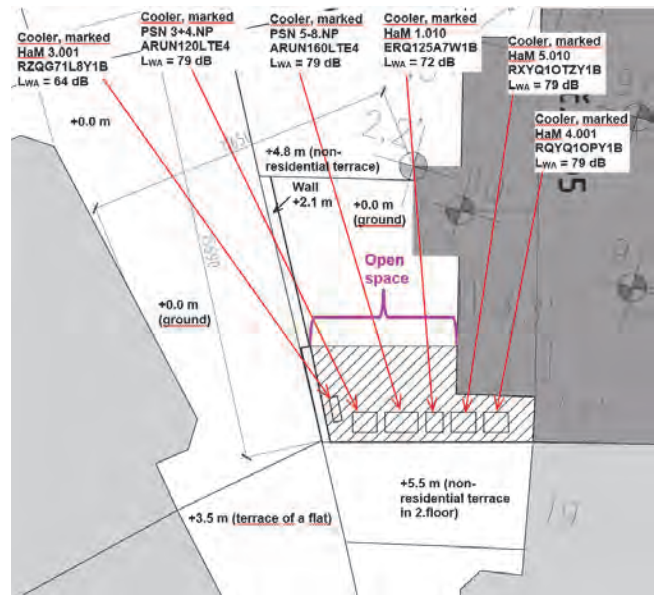 Cooler, marked
HaM 3.001
RZQG71L8Y1B
LWA = 64 dB
Cooler, marked
PSN 3+4.NP
ARUN120LTE4
LWA = 79 dB
Cooler, marked
PSN 5-8.NP
ARUN160LTE4
LWA = 79 dB
Cooler, marked
HaM 1.010
ERQ125A7W1B
LWA = 72 dB
Cooler, marked
HaM 5.010
RXYQ1OTZY1B
LWA = 79 dB
Cooler, marked
HaM 4.001
RQYQ1OPY1B
LWA = 79 dB
+0.0 m
+4.8 m (non-
residential terrace)
Wall
+2.1 m
+0.0 m
(ground)
Open
space
+0.0 m
(ground)
+5.5 m (non-
residential terrace
in 2.floor)
+3.5 m (terrace of a flat)